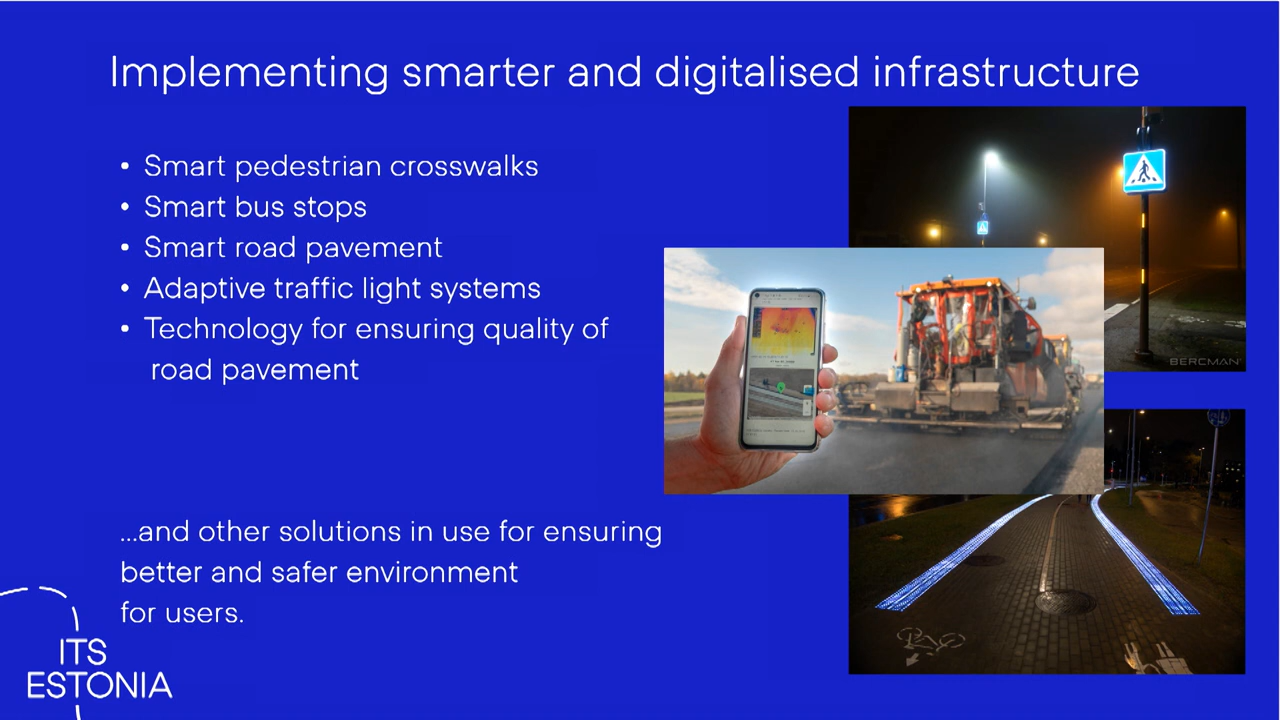 Implementing smarter and digitalised infrastructure
• Smart pedestrian crosswalks
• Smart bus stops
• Smart road pavement
• Adaptive traffic light systems
• Technology for ensuring quality of
road pavement
...and other solutions in use for ensuring
better and safer environment
for users.
ITS
ESTONIA
BERCMAN